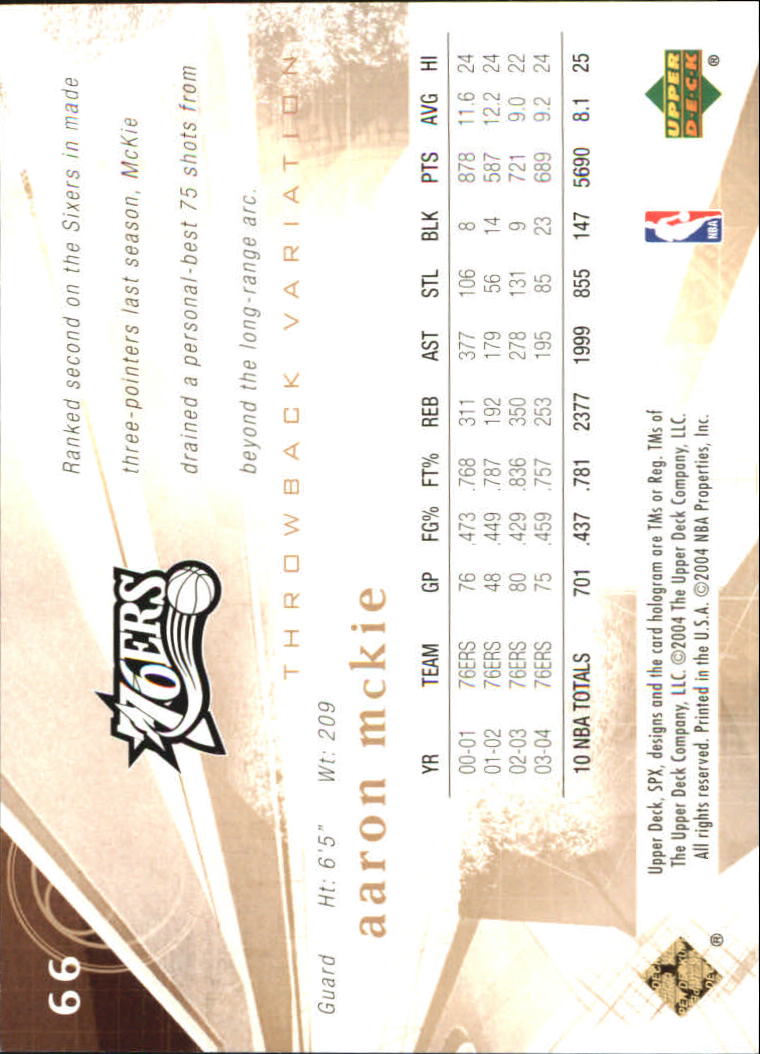 66
76ERS
Ranked second on the Sixers in made
three-pointers last season, McKie
drained a personal-best 75 shots from
beyond the long-range arc.
THROWBACK VARIATION
Guard Ht: 6'5" Wt: 209
aaron mckie
YR TEAM GP FG% FT% REB AST STL BLK PTS AVG HI
00-01 76ERS 76 .473 .768 311 377 106 8 878 11.6 24
01-02 76ERS 48 .449 .787 192 179 56 14 587 12.2 24
02-03 76ERS 80 .429 .836 350 278 131 9 721 9.0 22
03-04 76ERS 75 .459 .757 253 195 85 23 689 9.2 24
10 NBA TOTALS 701 .437 .781 2377 1999 855 147 5690 8.1 25
Upper Deck, SPX, designs and the card hologram are TMs or Reg. TMs of
The Upper Deck Company, LLC. ©2004 The Upper Deck Company, LLC.
All rights reserved. Printed in the U.S.A. ©2004 NBA Properties, Inc.
®
NBA
UPPER
D·E·C·K
®